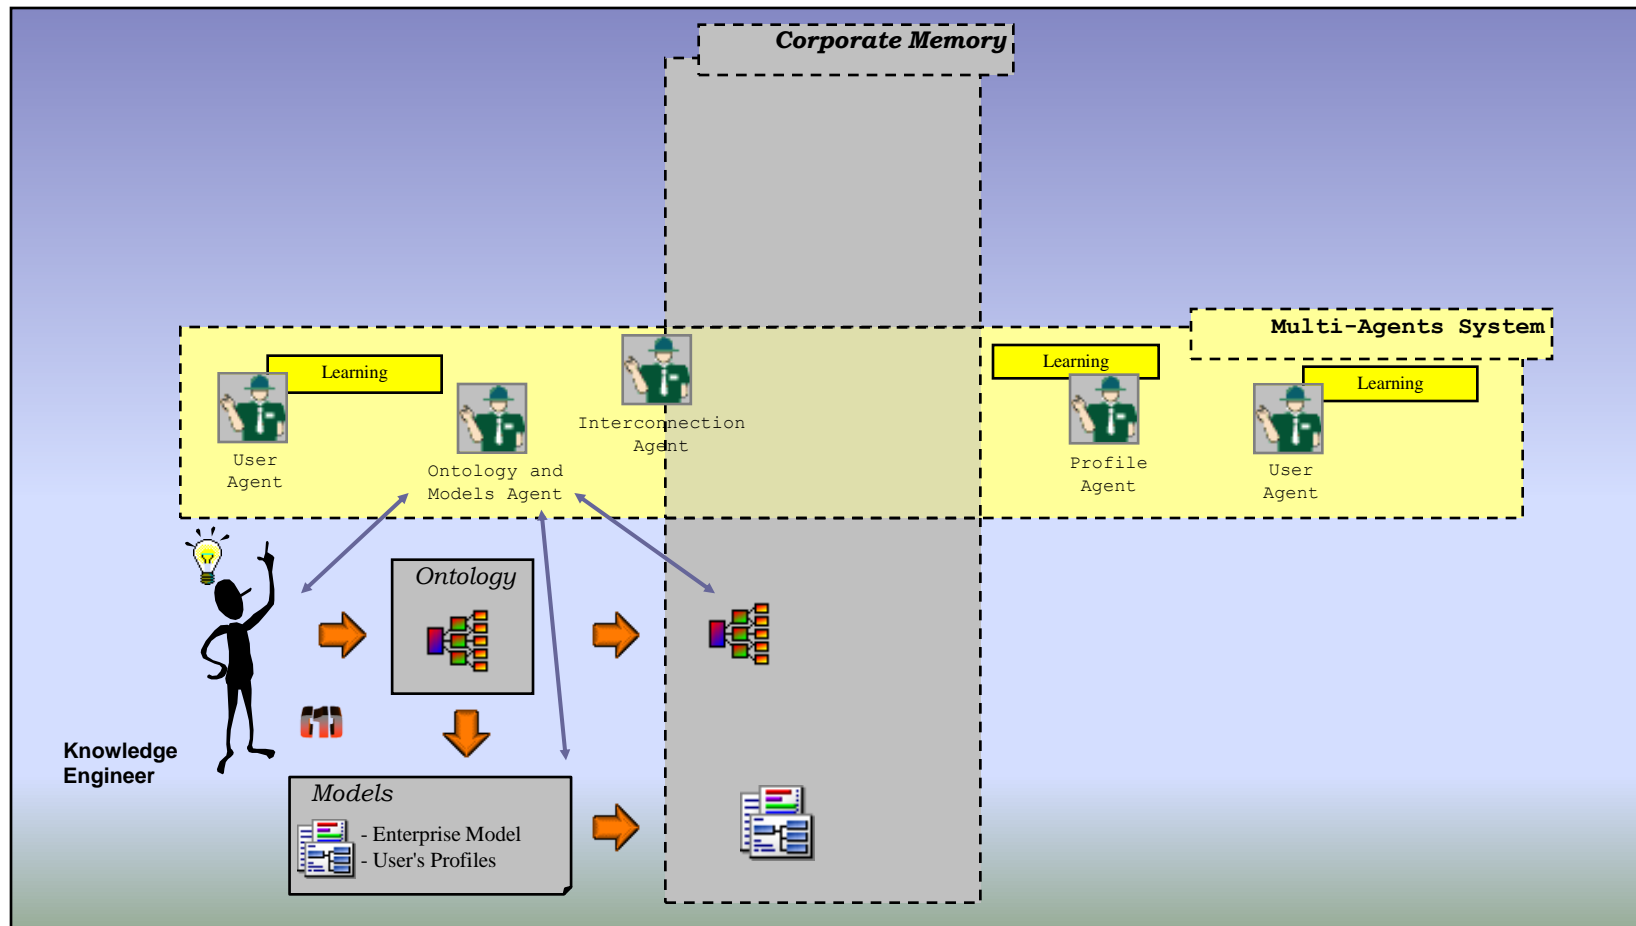 Corporate Memory
Multi-Agents System
Learning
User
Agent
Ontology and
Models Agent
Interconnection
Agent
Learning
Profile
Agent
Learning
User
Agent
Ontology
Knowledge
Engineer
Models
- Enterprise Model
- User's Profiles